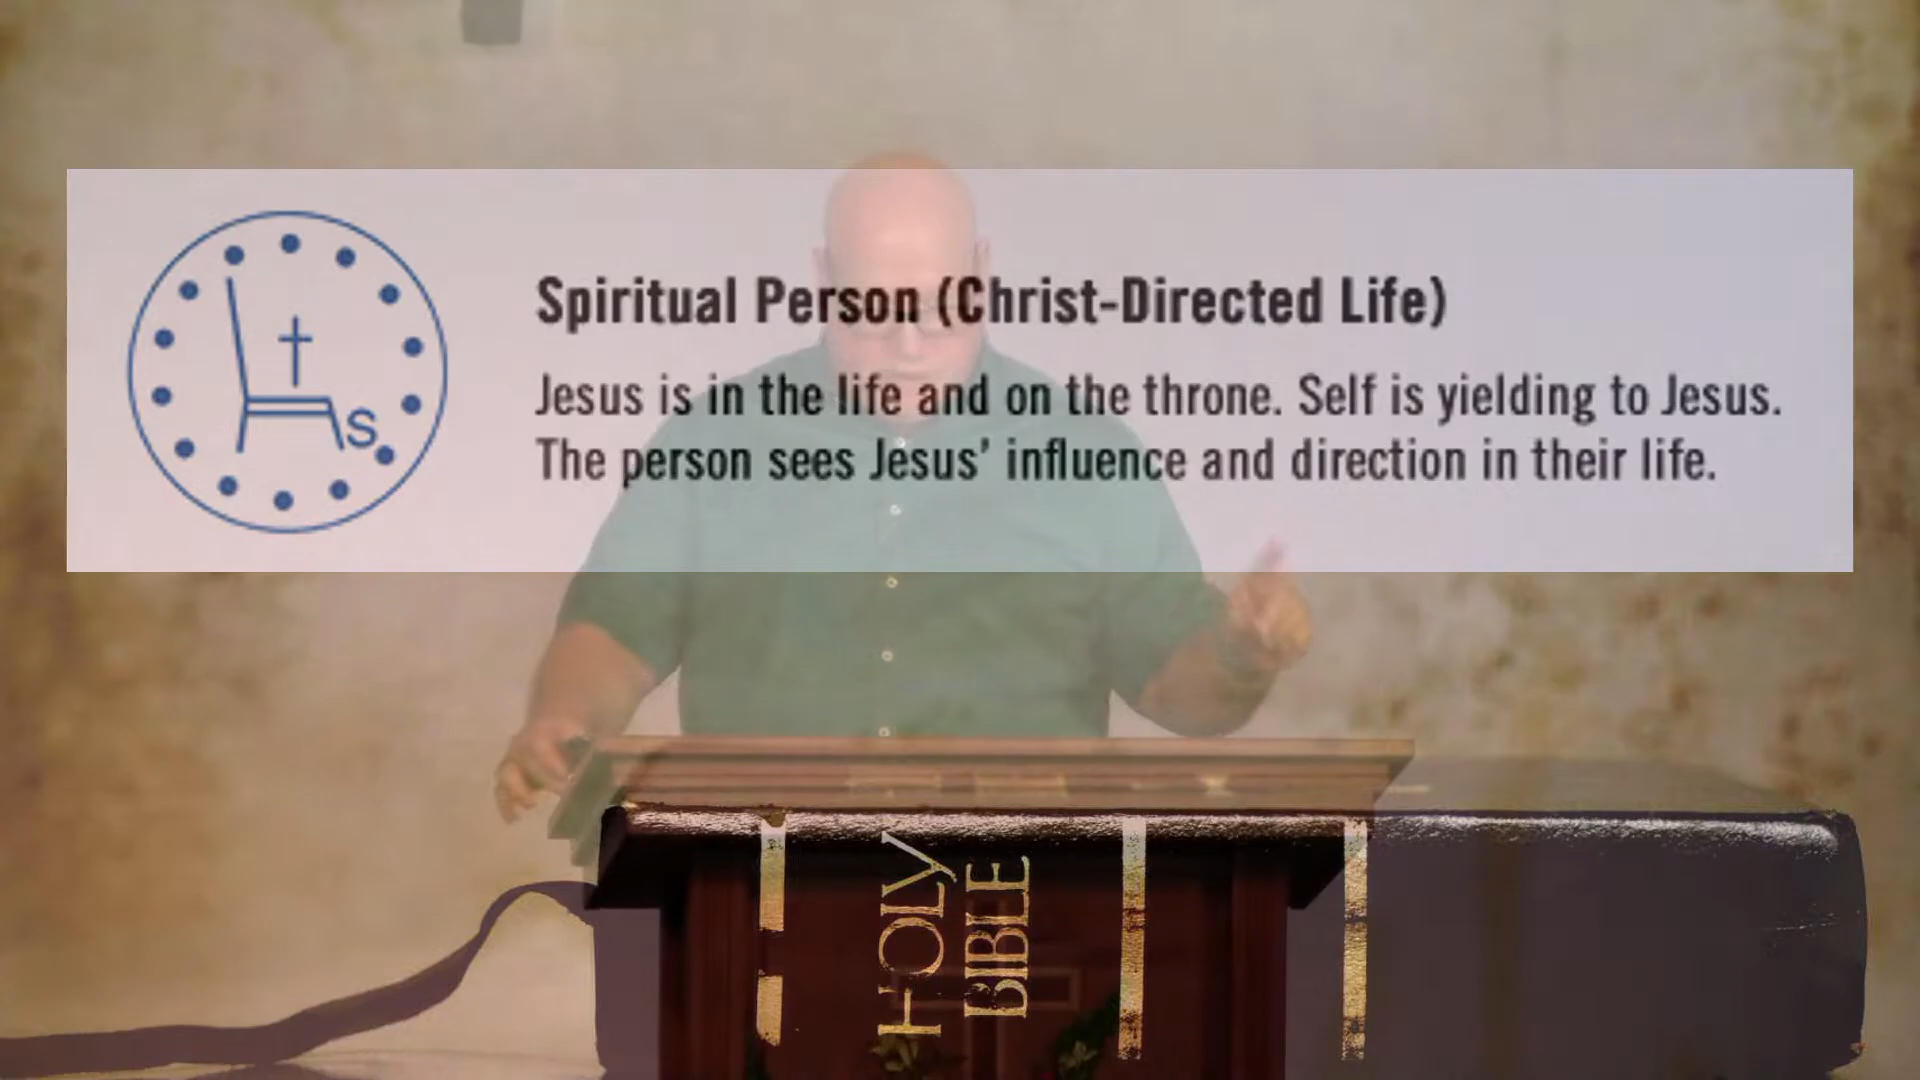 S
Spiritual Person (Christ-Directed Life)
Jesus is in the life and on the throne. Self is yielding to Jesus.
The person sees Jesus’ influence and direction in their life.
HOLY
BIBLE